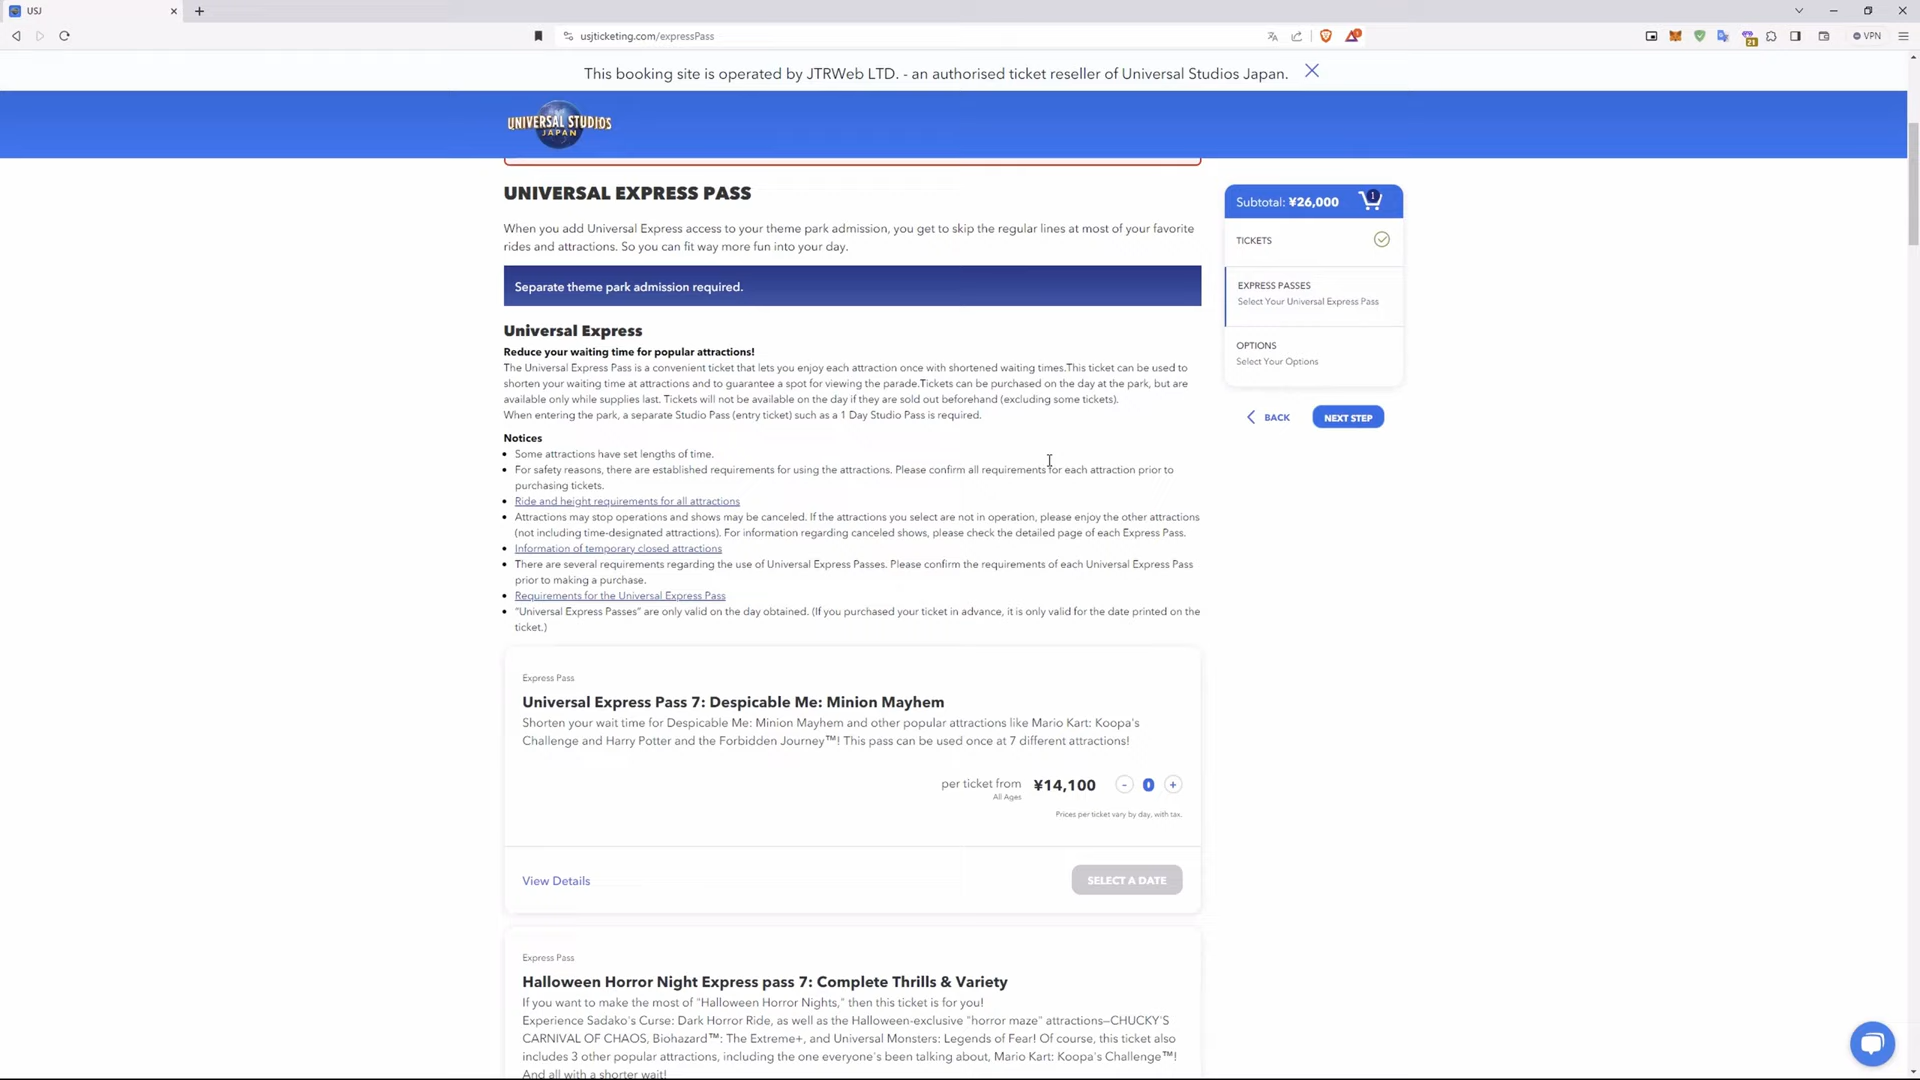 USJ
usjticketing.com/expressPass
21
VPN
This booking site is operated by JTRWeb LTD. - an authorised ticket reseller of Universal Studios Japan.
UNIVERSAL STUDIOS
JAPAN
UNIVERSAL EXPRESS PASS
When you add Universal Express access to your theme park admission, you get to skip the regular lines at most of your favorite
rides and attractions. So you can fit way more fun into your day.
Separate theme park admission required.
Universal Express
Reduce your waiting time for popular attractions!
The Universal Express Pass is a convenient ticket that lets you enjoy each attraction once with shortened waiting times.This ticket can be used to
shorten your waiting time at attractions and to guarantee a spot for viewing the parade.Tickets can be purchased on the day at the park, but are
available only while supplies last. Tickets will not be available on the day if they are sold out beforehand (excluding some tickets).
When entering the park, a separate Studio Pass (entry ticket) such as a 1 Day Studio Pass is required.
Notices
• Some attractions have set lengths of time.
• For safety reasons, there are established requirements for using the attractions. Please confirm all requirements for each attraction prior to
purchasing tickets.
• Ride and height requirements for all attractions
• Attractions may stop operations and shows may be canceled. If the attractions you select are not in operation, please enjoy the other attractions
(not including time-designated attractions). For information regarding canceled shows, please check the detailed page of each Express Pass.
• Information of temporary closed attractions
• There are several requirements regarding the use of Universal Express Passes. Please confirm the requirements of each Universal Express Pass
prior to making a purchase.
• Requirements for the Universal Express Pass
• "Universal Express Passes" are only valid on the day obtained. (If you purchased your ticket in advance, it is only valid for the date printed on the
ticket.)
Express Pass
Universal Express Pass 7: Despicable Me: Minion Mayhem
Shorten your wait time for Despicable Me: Minion Mayhem and other popular attractions like Mario Kart: Koopa's
Challenge and Harry Potter and the Forbidden Journey™! This pass can be used once at 7 different attractions!
per ticket from ¥14,100 - 0 +
All Ages
Prices per ticket vary by day, with tax.
View Details
SELECT A DATE
Express Pass
Halloween Horror Night Express pass 7: Complete Thrills & Variety
If you want to make the most of "Halloween Horror Nights," then this ticket is for you!
Experience Sadako's Curse: Dark Horror Ride, as well as the Halloween-exclusive "horror maze" attractions—CHUCKY'S
CARNIVAL OF CHAOS, Biohazard™: The Extreme+, and Universal Monsters: Legends of Fear! Of course, this ticket also
includes 3 other popular attractions, including the one everyone's been talking about, Mario Kart: Koopa's Challenge™!
And all with a shorter wait!
Subtotal: ¥26,000
1
TICKETS
EXPRESS PASSES
Select Your Universal Express Pass
OPTIONS
Select Your Options
BACK
NEXT STEP